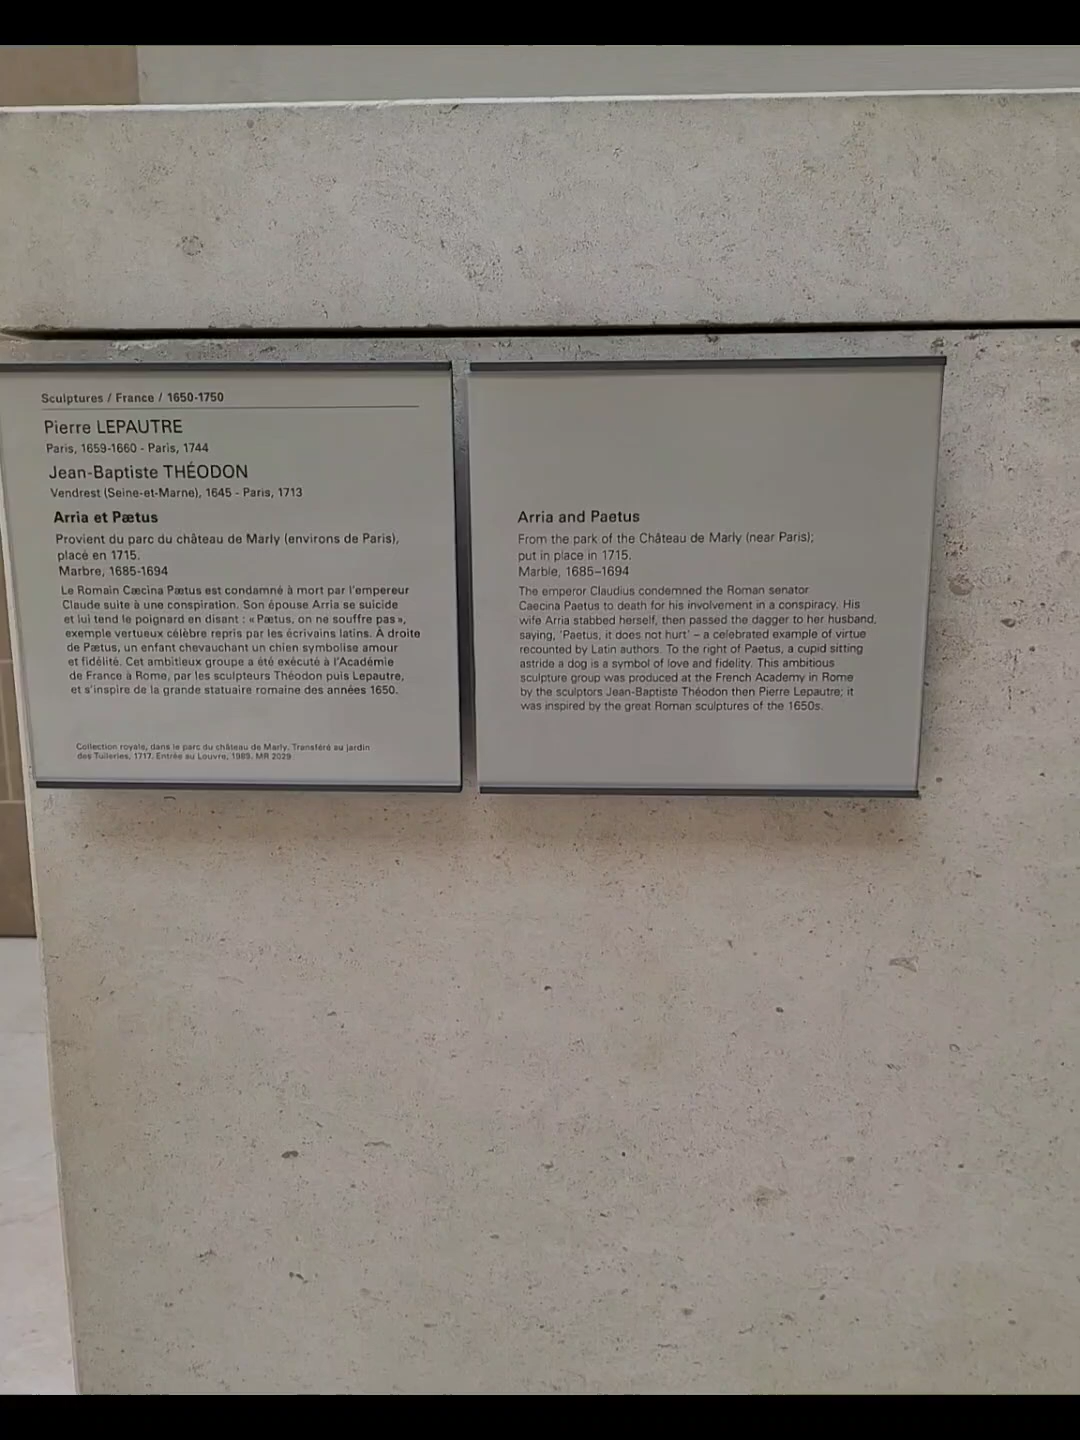 Sculptures / France / 1650-1750
Pierre LEPAUTRE
Paris, 1659-1660 - Paris, 1744
Jean-Baptiste THÉODON
Vendrest (Seine-et-Marne), 1645 - Paris, 1713
Arria et Pætus
Provient du parc du château de Marly (environs de Paris),
placé en 1715.
Marbre, 1685-1694
Le Romain Cæcina Pætus est condamné à mort par l'empereur
Claude suite à une conspiration. Son épouse Arria se suicide
et lui tend le poignard en disant : « Pætus, on ne souffre pas »,
exemple vertueux célèbre repris par les écrivains latins. À droite
de Pætus, un enfant chevauchant un chien symbolise amour
et fidélité. Cet ambitieux groupe a été exécuté à l'Académie
de France à Rome, par les sculpteurs Théodon puis Lepautre,
et s'inspire de la grande statuaire romaine des années 1650.
Collection royale, dans le parc du château de Marly. Transféré au jardin
des Tuileries, 1717. Entrée au Louvre, 1989. MR 2029
Arria and Paetus
From the park of the Château de Marly (near Paris);
put in place in 1715.
Marble, 1685–1694
The emperor Claudius condemned the Roman senator
Caecina Paetus to death for his involvement in a conspiracy. His
wife Arria stabbed herself, then passed the dagger to her husband,
saying, 'Paetus, it does not hurt' – a celebrated example of virtue
recounted by Latin authors. To the right of Paetus, a cupid sitting
astride a dog is a symbol of love and fidelity. This ambitious
sculpture group was produced at the French Academy in Rome
by the sculptors Jean-Baptiste Théodon then Pierre Lepautre; it
was inspired by the great Roman sculptures of the 1650s.